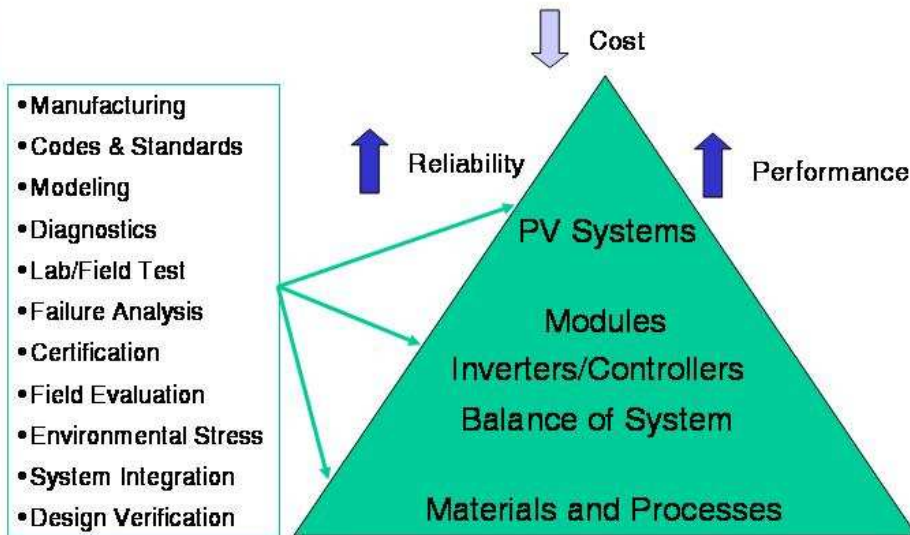 Cost
•Manufacturing
•Codes & Standards
•Modeling
•Diagnostics
•Lab/Field Test
•Failure Analysis
•Certification
•Field Evaluation
•Environmental Stress
•System Integration
•Design Verification
Reliability
Performance
PV Systems
Modules
Inverters/Controllers
Balance of System
Materials and Processes